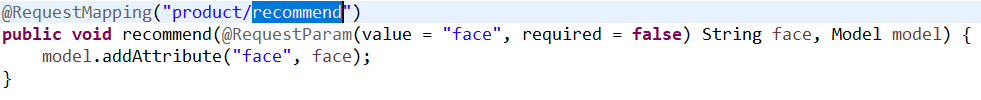 @RequestMapping("product/recommend")
public void recommend(@RequestParam(value = "face", required = false) String face, Model model) {
    model.addAttribute("face", face);
}